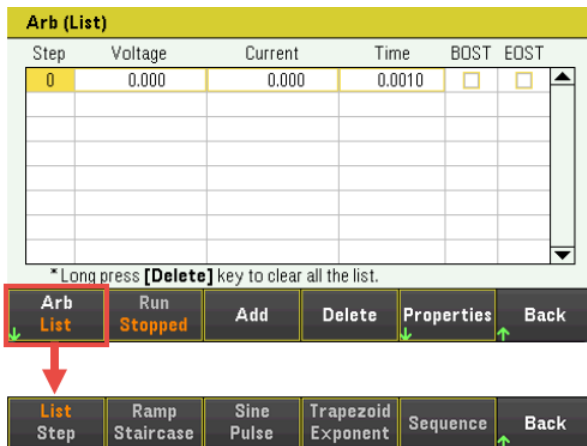 Arb (List)
Step Voltage Current Time BOST EOST
0 0.000 0.000 0.0010
*Long press [Delete] key to clear all the list.
Arb List
Run Stopped
Add
Delete
Properties
Back
List Step
Ramp Staircase
Sine Pulse
Trapezoid Exponent
Sequence
Back